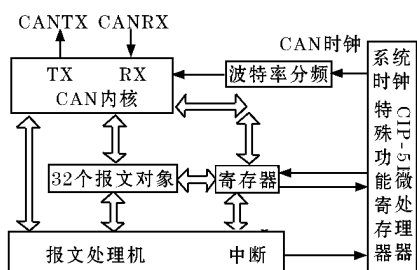 CANTX CANRX
CAN时钟
TX RX
CAN内核
波特率分频
系统时钟
特殊功能寄存器
CIP-51微处理器
32个报文对象
寄存器
报文处理机 中断